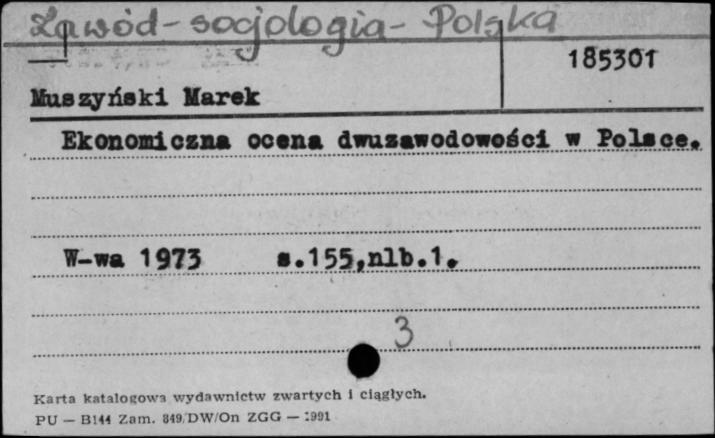 Zawód - socjologia - Polska
185301
Muszyński Marek
Ekonomiczna ocena dwuzawodowości w Polsce.
W-wa 1973 s.155,nlb.1.
3
Karta katalogowa wydawnictw zwartych i ciągłych.
PU — B144 Zam. 849/DW/On ZGG — 1991